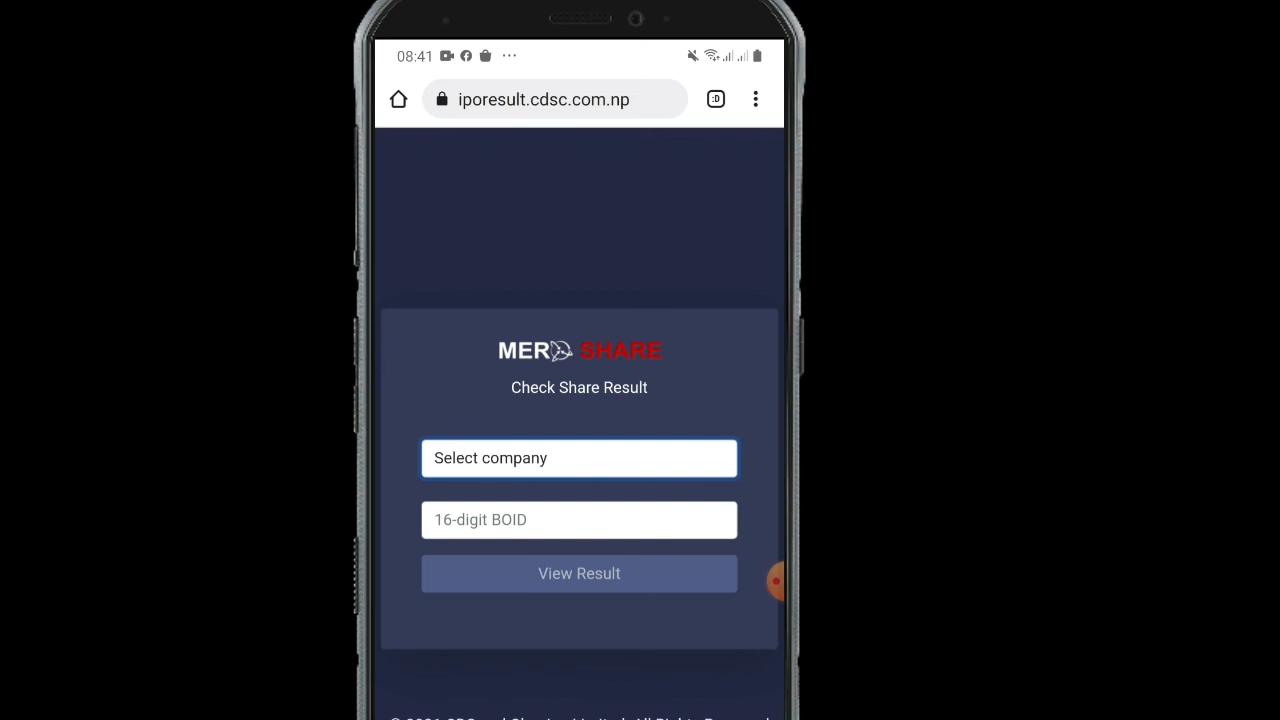 08:41
iporesult.cdsc.com.np
:D
MERO SHARE
Check Share Result
Select company
16-digit BOID
View Result